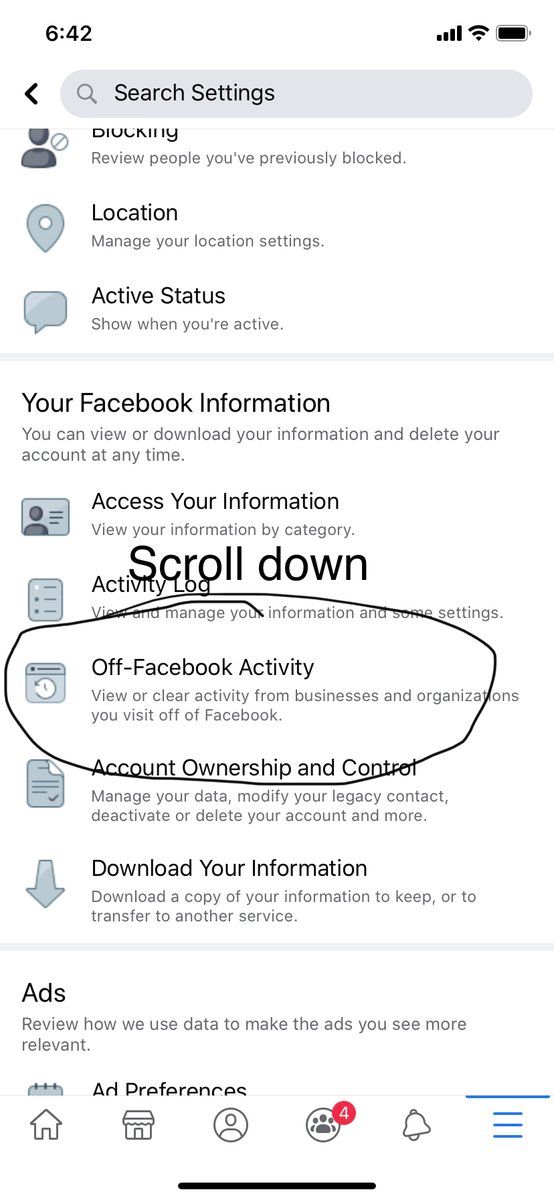 6:42
Search Settings
Blocking
Review people you've previously blocked.
Location
Manage your location settings.
Active Status
Show when you're active.
Your Facebook Information
You can view or download your information and delete your
account at any time.
Access Your Information
View your information by category.
Scroll down
Activity Log
View and manage your information and some settings.
Off-Facebook Activity
View or clear activity from businesses and organizations
you visit off of Facebook.
Account Ownership and Control
Manage your data, modify your legacy contact,
deactivate or delete your account and more.
Download Your Information
Download a copy of your information to keep, or to
transfer to another service.
Ads
Review how we use data to make the ads you see more
relevant.
Ad Preferences
4